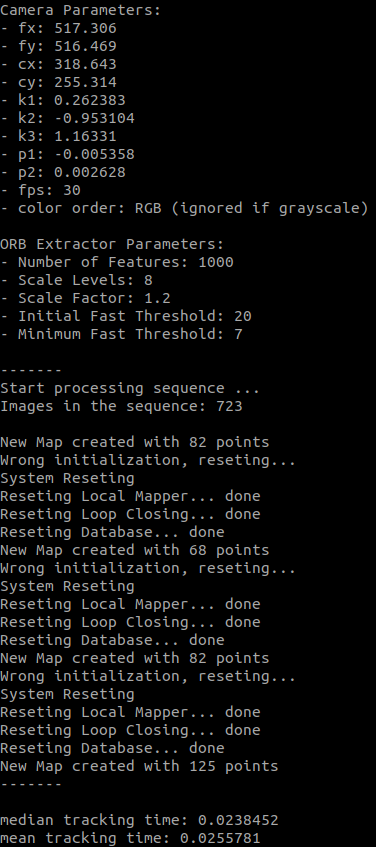 Camera Parameters:
- fx: 517.306
- fy: 516.469
- cx: 318.643
- cy: 255.314
- k1: 0.262383
- k2: -0.953104
- k3: 1.16331
- p1: -0.005358
- p2: 0.002628
- fps: 30
- color order: RGB (ignored if grayscale)
ORB Extractor Parameters:
- Number of Features: 1000
- Scale Levels: 8
- Scale Factor: 1.2
- Initial Fast Threshold: 20
- Minimum Fast Threshold: 7
-------
Start processing sequence ...
Images in the sequence: 723
New Map created with 82 points
Wrong initialization, reseting...
System Reseting
Reseting Local Mapper... done
Reseting Loop Closing... done
Reseting Database... done
New Map created with 68 points
Wrong initialization, reseting...
System Reseting
Reseting Local Mapper... done
Reseting Loop Closing... done
Reseting Database... done
New Map created with 82 points
Wrong initialization, reseting...
System Reseting
Reseting Local Mapper... done
Reseting Loop Closing... done
Reseting Database... done
New Map created with 125 points
-------
median tracking time: 0.0238452
mean tracking time: 0.0255781